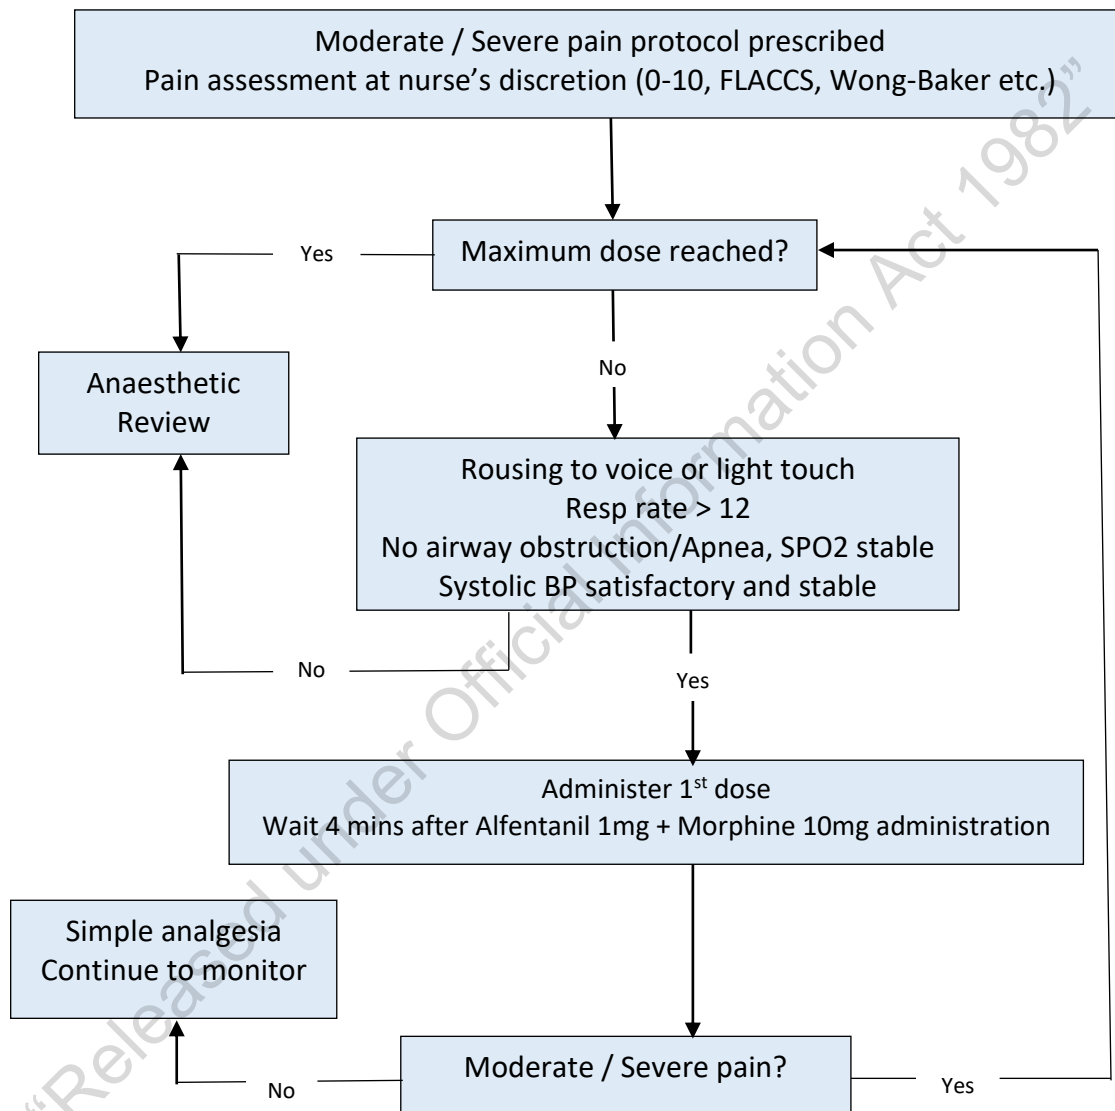 Moderate / Severe pain protocol prescribed
Pain assessment at nurse’s discretion (0-10, FLACCS, Wong-Baker etc.)
Maximum dose reached?
Yes
No
Anaesthetic
Review
Rousing to voice or light touch
Resp rate > 12
No airway obstruction/Apnea, SPO2 stable
Systolic BP satisfactory and stable
No
Yes
Administer 1st dose
Wait 4 mins after Alfentanil 1mg + Morphine 10mg administration
Simple analgesia
Continue to monitor
Moderate / Severe pain?
No
Yes
“Released under Official Information Act 1982”